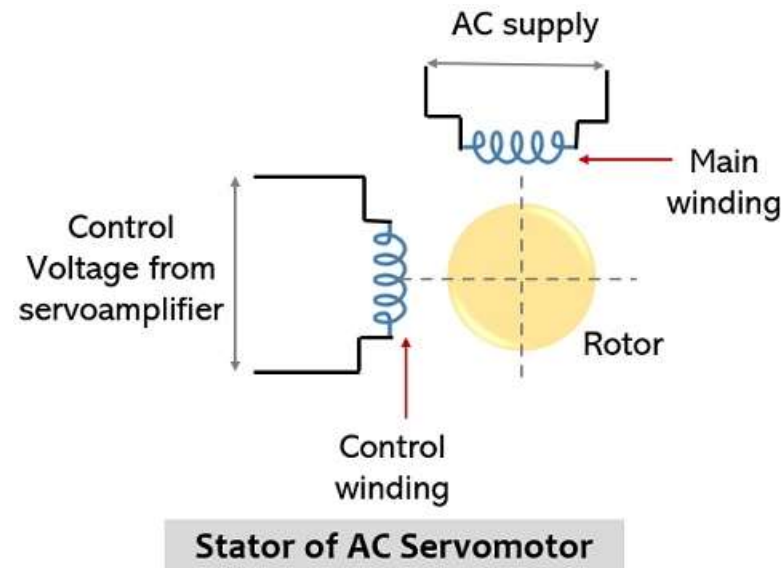 AC supply
Main
winding
Control
Voltage from
servoamplifier
Rotor
Control
winding
Stator of AC Servomotor